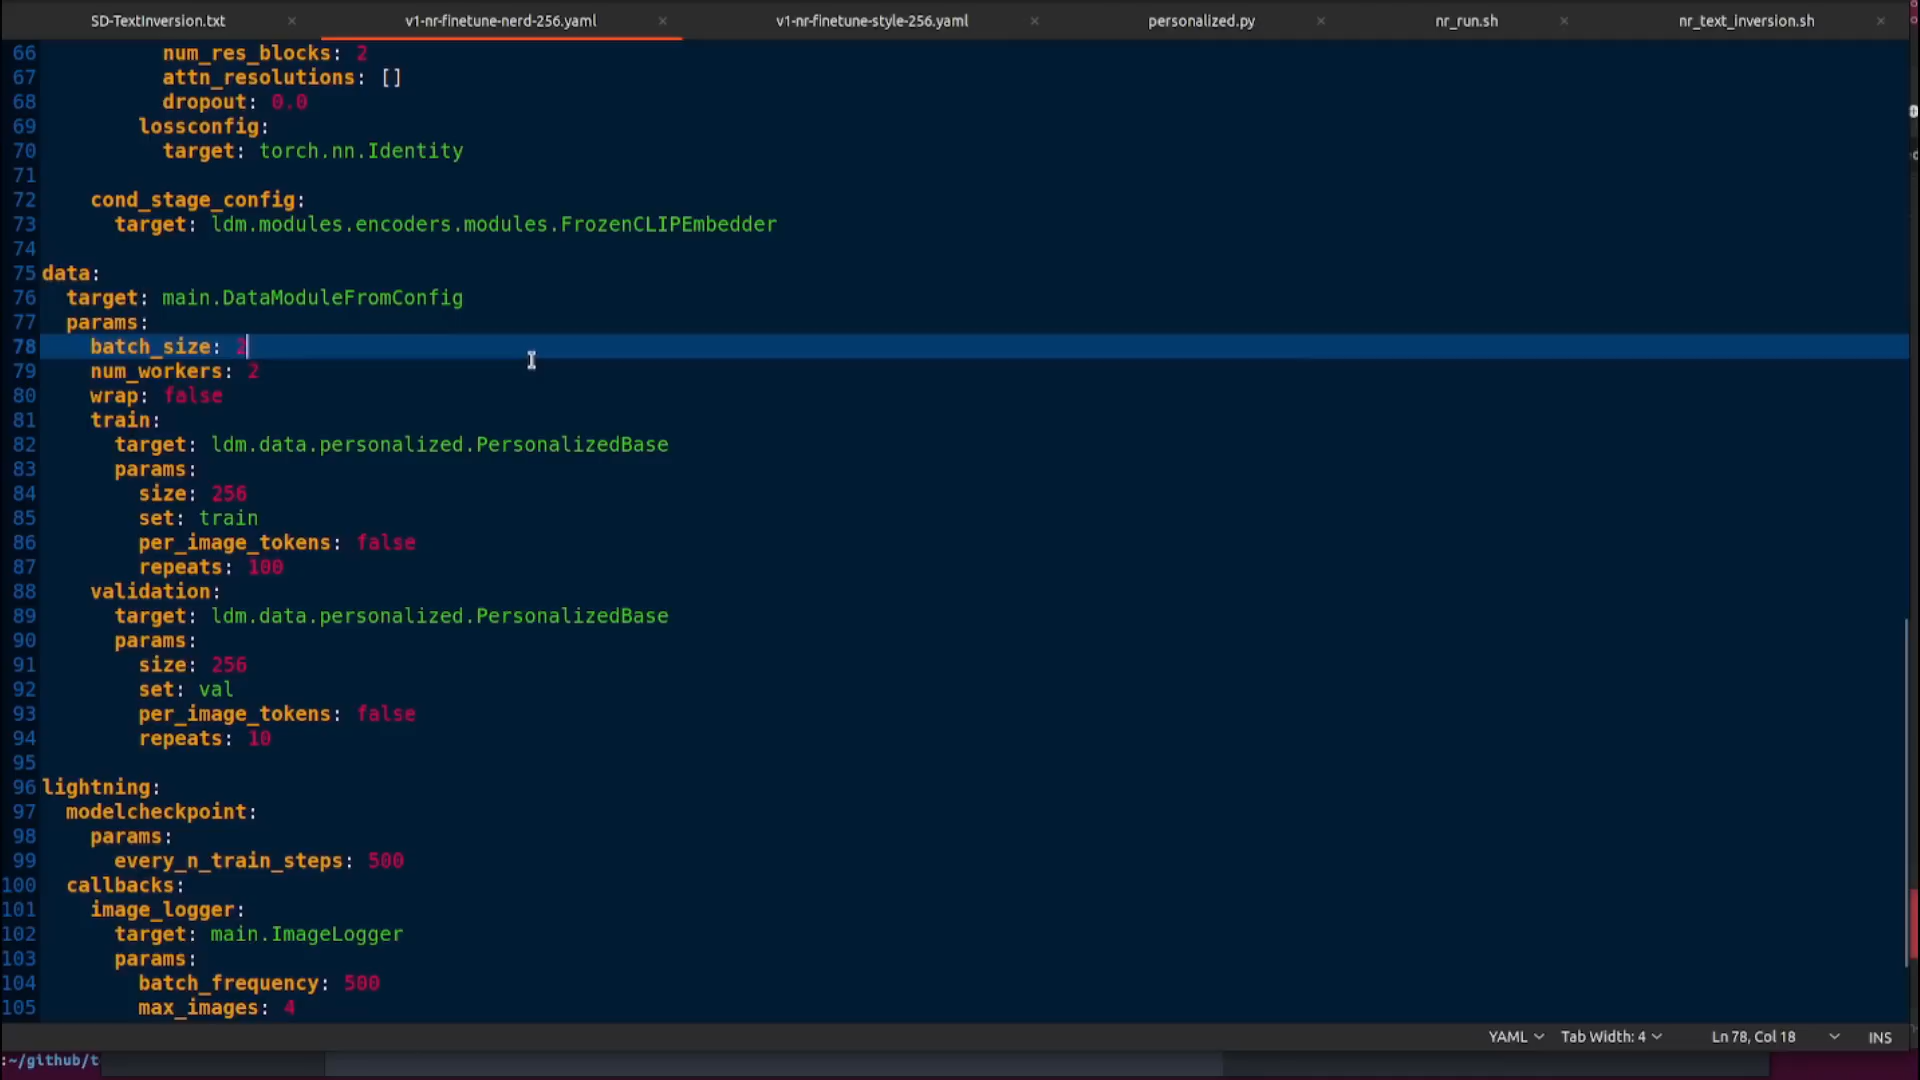 SD-TextInversion.txt × v1-nr-finetune-nerd-256.yaml × v1-nr-finetune-style-256.yaml × personalized.py × nr_run.sh × nr_text_inversion.sh ×
66 num_res_blocks: 2
67 attn_resolutions: []
68 dropout: 0.0
69 lossconfig:
70 target: torch.nn.Identity
71
72 cond_stage_config:
73 target: ldm.modules.encoders.modules.FrozenCLIPEmbedder
74
75 data:
76 target: main.DataModuleFromConfig
77 params:
78 batch_size: 2
79 num_workers: 2
80 wrap: false
81 train:
82 target: ldm.data.personalized.PersonalizedBase
83 params:
84 size: 256
85 set: train
86 per_image_tokens: false
87 repeats: 100
88 validation:
89 target: ldm.data.personalized.PersonalizedBase
90 params:
91 size: 256
92 set: val
93 per_image_tokens: false
94 repeats: 10
95
96 lightning:
97 modelcheckpoint:
98 params:
99 every_n_train_steps: 500
100 callbacks:
101 image_logger:
102 target: main.ImageLogger
103 params:
104 batch_frequency: 500
105 max_images: 4
YAML Tab Width: 4 Ln 78, Col 18 INS
:~/github/t